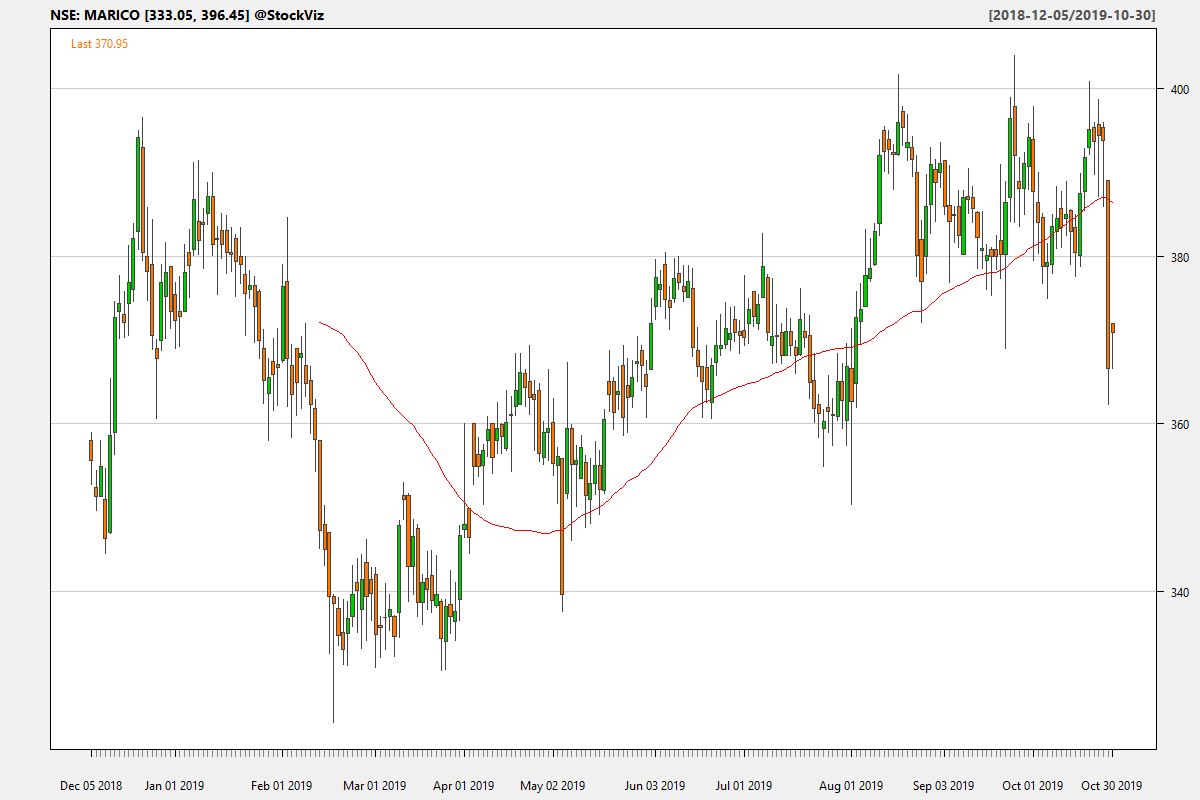 NSE: MARICO [333.05, 396.45] @StockViz
[2018-12-05/2019-10-30]
Last 370.95
400
380
360
340
Dec 05 2018
Jan 01 2019
Feb 01 2019
Mar 01 2019
Apr 01 2019
May 02 2019
Jun 03 2019
Jul 01 2019
Aug 01 2019
Sep 03 2019
Oct 01 2019
Oct 30 2019